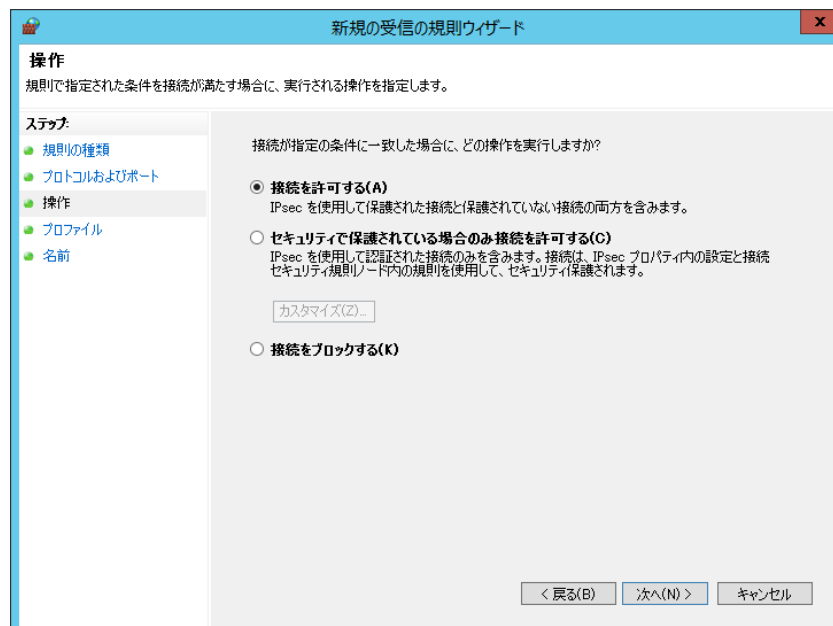 新規の受信の規則ウィザード
x
操作
規則で指定された条件を接続が満たす場合に、実行される操作を指定します。
ステップ:
規則の種類
プロトコルおよびポート
操作
プロファイル
名前
接続が指定の条件に一致した場合に、どの操作を実行しますか?
接続を許可する(A)
IPsec を使用して保護された接続と保護されていない接続の両方を含みます。
セキュリティで保護されている場合のみ接続を許可する(C)
IPsec を使用して認証された接続のみを含みます。接続は、IPsec プロパティ内の設定と接続
セキュリティ規則ノード内の規則を使用して、セキュリティ保護されます。
カスタマイズ(Z)...
接続をブロックする(K)
< 戻る(B)
次へ(N) >
キャンセル